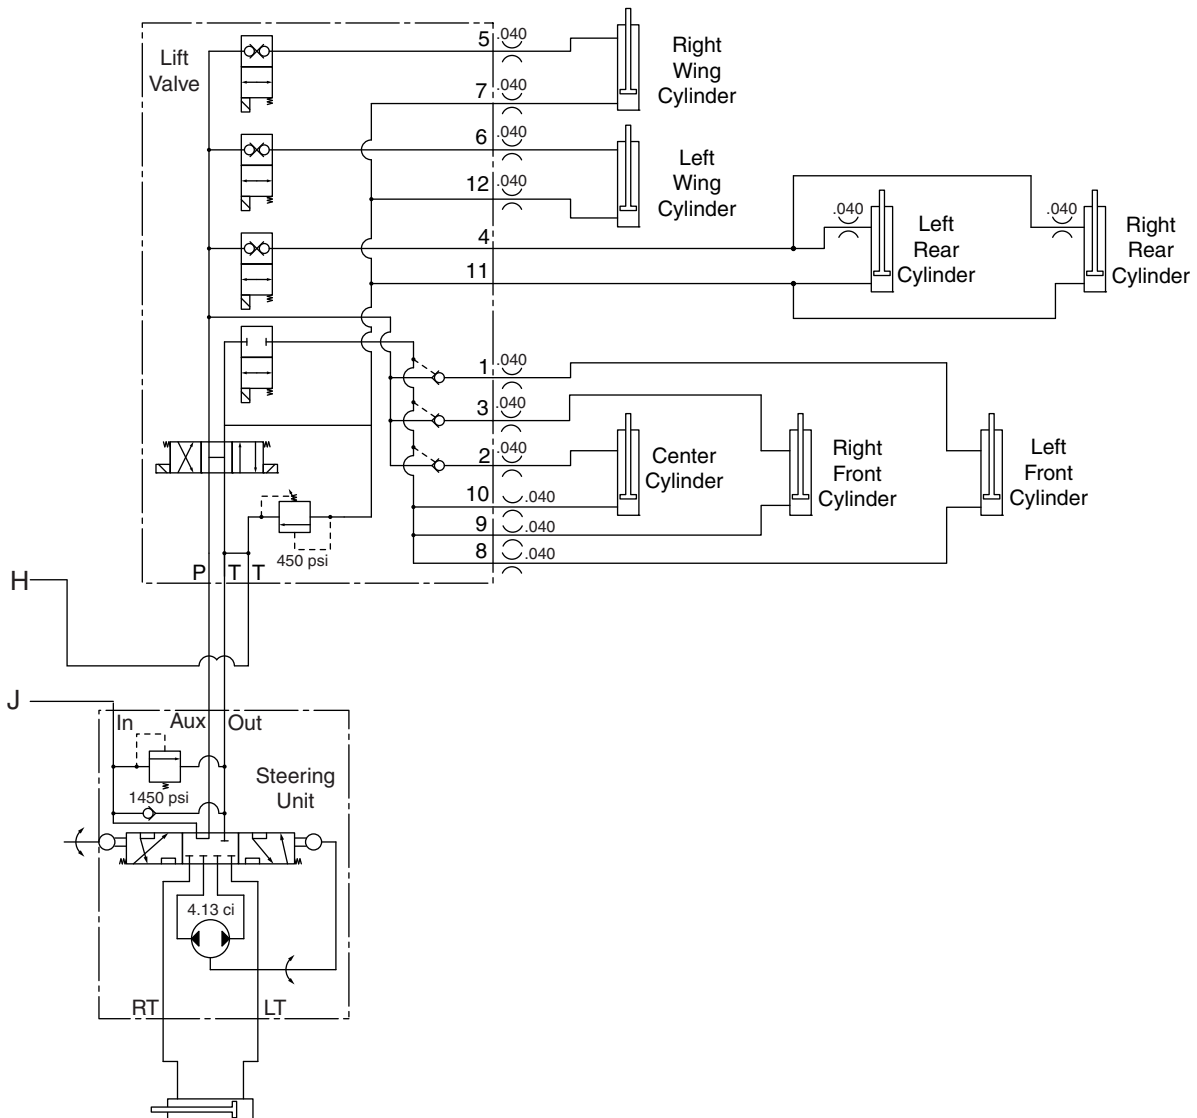 Lift
Valve
5
.040
Right
Wing
Cylinder
7
.040
6
.040
Left
Wing
Cylinder
12
.040
4
11
.040
Left
Rear
Cylinder
.040
Right
Rear
Cylinder
1
.040
3
.040
2
.040
Center
Cylinder
Right
Front
Cylinder
Left
Front
Cylinder
10
.040
9
.040
8
.040
450 psi
P
T
T
H
J
In
Aux
Out
Steering
Unit
1450 psi
4.13 ci
RT
LT